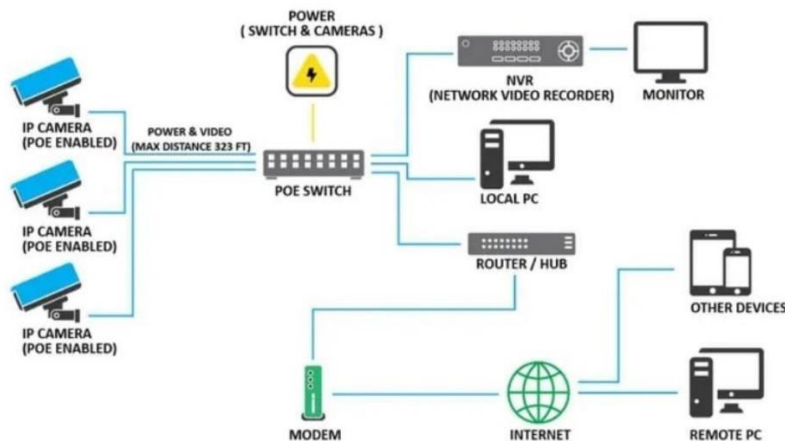 POWER
( SWITCH & CAMERAS )
NVR
(NETWORK VIDEO RECORDER)
MONITOR
IP CAMERA
(POE ENABLED)
POWER & VIDEO
(MAX DISTANCE 323 FT)
POE SWITCH
LOCAL PC
IP CAMERA
(POE ENABLED)
ROUTER / HUB
OTHER DEVICES
IP CAMERA
(POE ENABLED)
MODEM
INTERNET
REMOTE PC